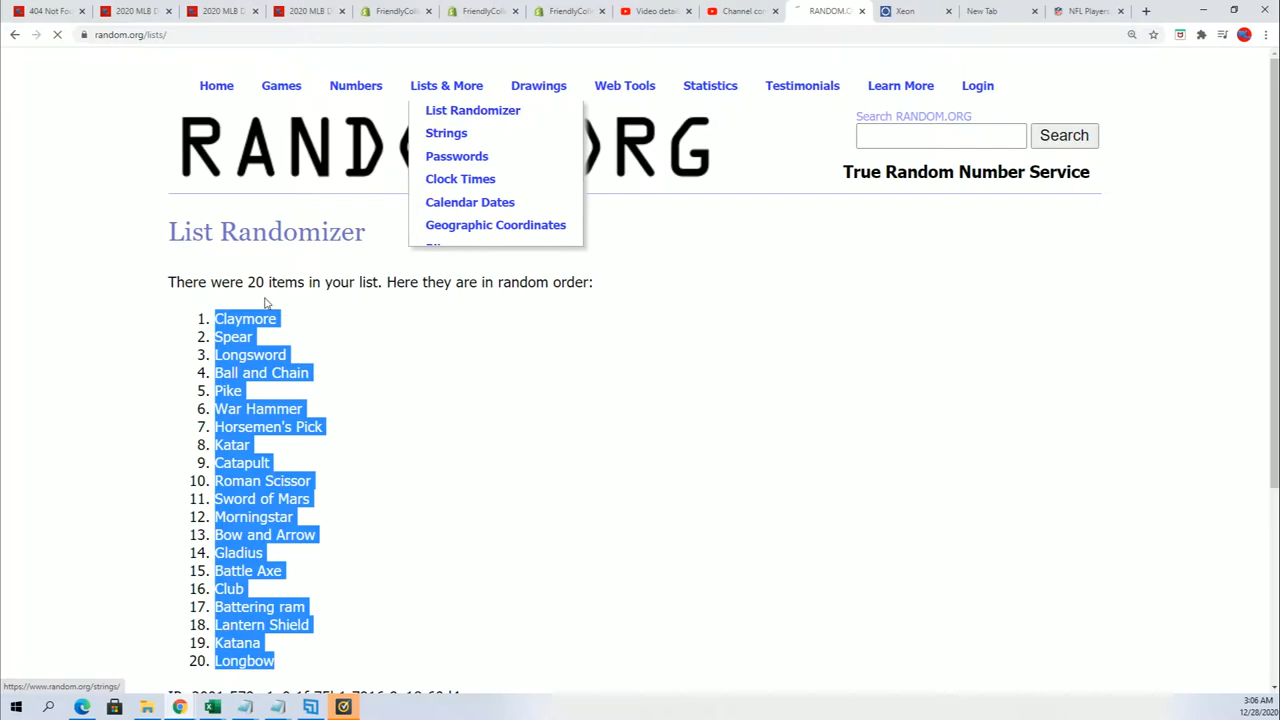 404 Not Fou
2020 MLB D
2020 MLB D
2020 MLB D
FriendlyColl
FriendlyColl
FriendlyColl
Video detai
Channel con
RANDOM.O
Xeon
New Tab
NFL Players
random.org/lists/
Home Games Numbers Lists & More Drawings Web Tools Statistics Testimonials Learn More Login
List Randomizer
Strings
Passwords
Clock Times
Calendar Dates
Geographic Coordinates
RANDOM.ORG
Search RANDOM.ORG
Search
True Random Number Service
List Randomizer
There were 20 items in your list. Here they are in random order:
1. Claymore
2. Spear
3. Longsword
4. Ball and Chain
5. Pike
6. War Hammer
7. Horsemen's Pick
8. Katar
9. Catapult
10. Roman Scissor
11. Sword of Mars
12. Morningstar
13. Bow and Arrow
14. Gladius
15. Battle Axe
16. Club
17. Battering ram
18. Lantern Shield
19. Katana
20. Longbow
https://www.random.org/strings/
3:06 AM
12/28/2020